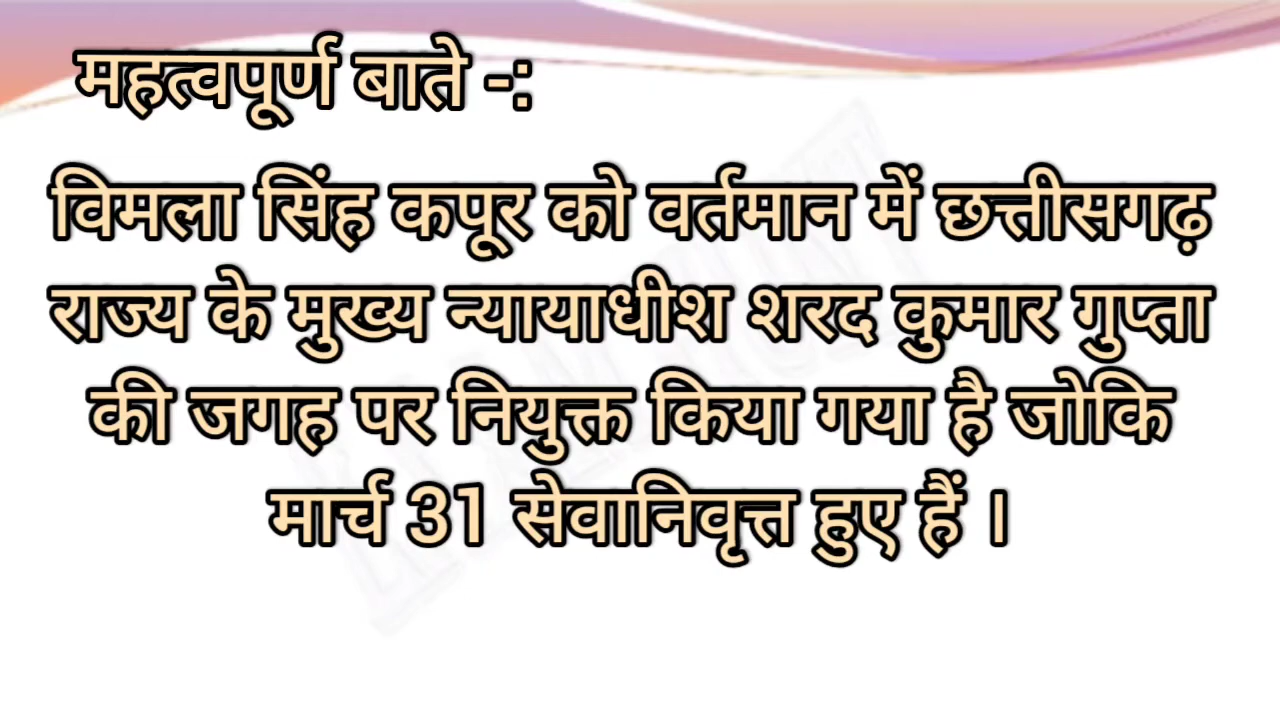 महत्वपूर्ण बाते -:
विमला सिंह कपूर को वर्तमान में छत्तीसगढ़
राज्य के मुख्य न्यायाधीश शरद कुमार गुप्ता
की जगह पर नियुक्त किया गया है जोकि
मार्च 31 सेवानिवृत्त हुए हैं ।